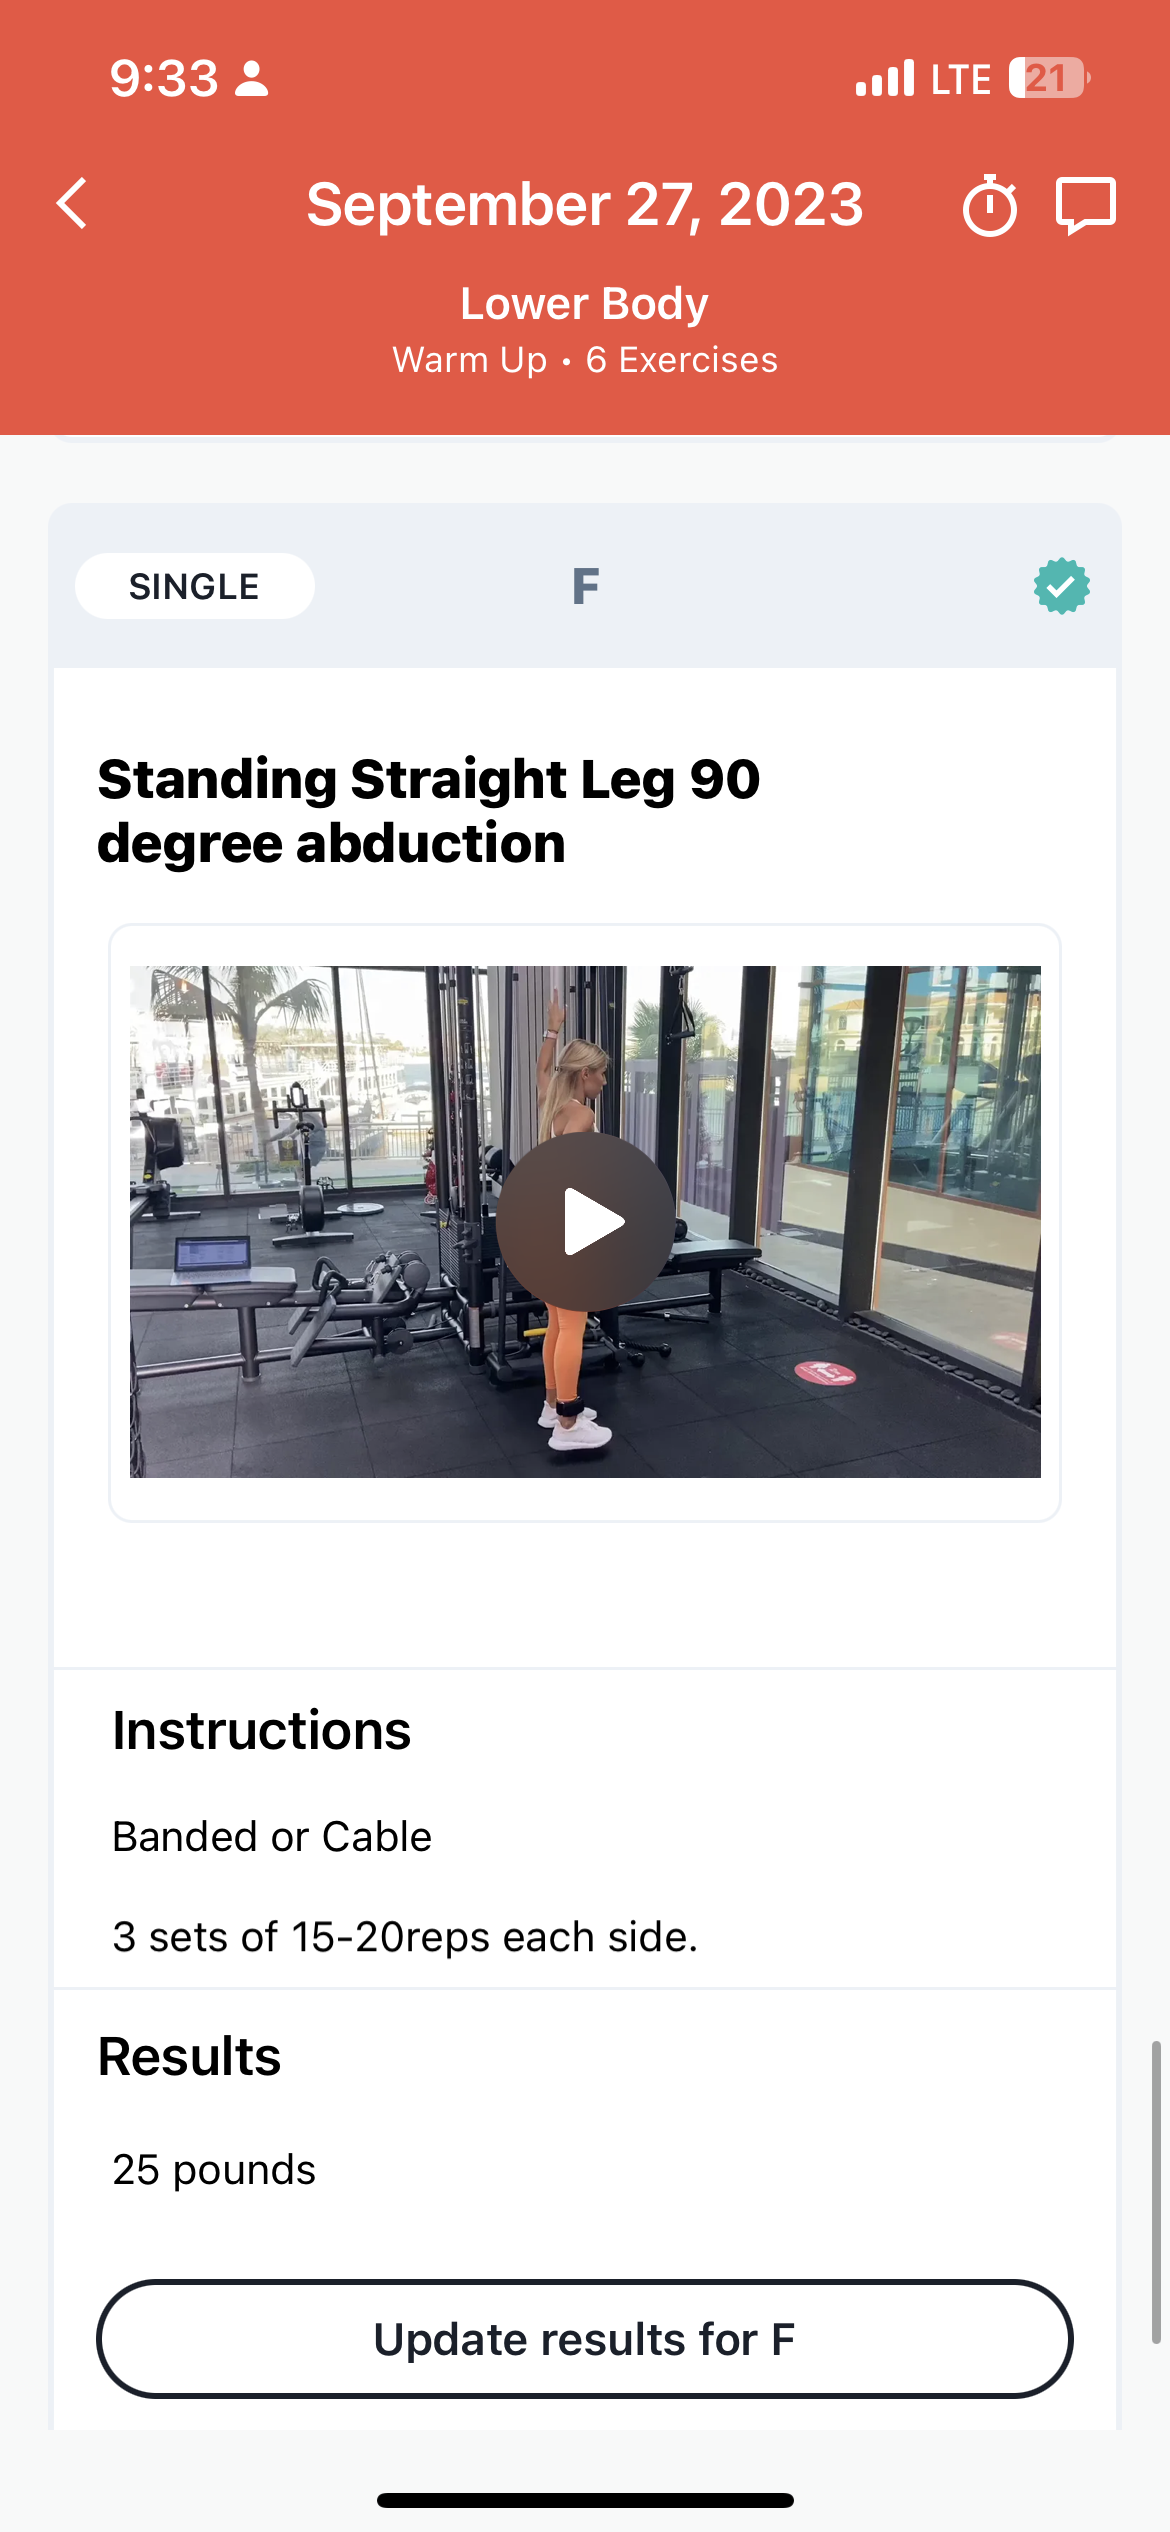 9:33
LTE 21
September 27, 2023
Lower Body
Warm Up • 6 Exercises
SINGLE
F
Standing Straight Leg 90
degree abduction
Instructions
Banded or Cable
3 sets of 15-20reps each side.
Results
25 pounds
Update results for F